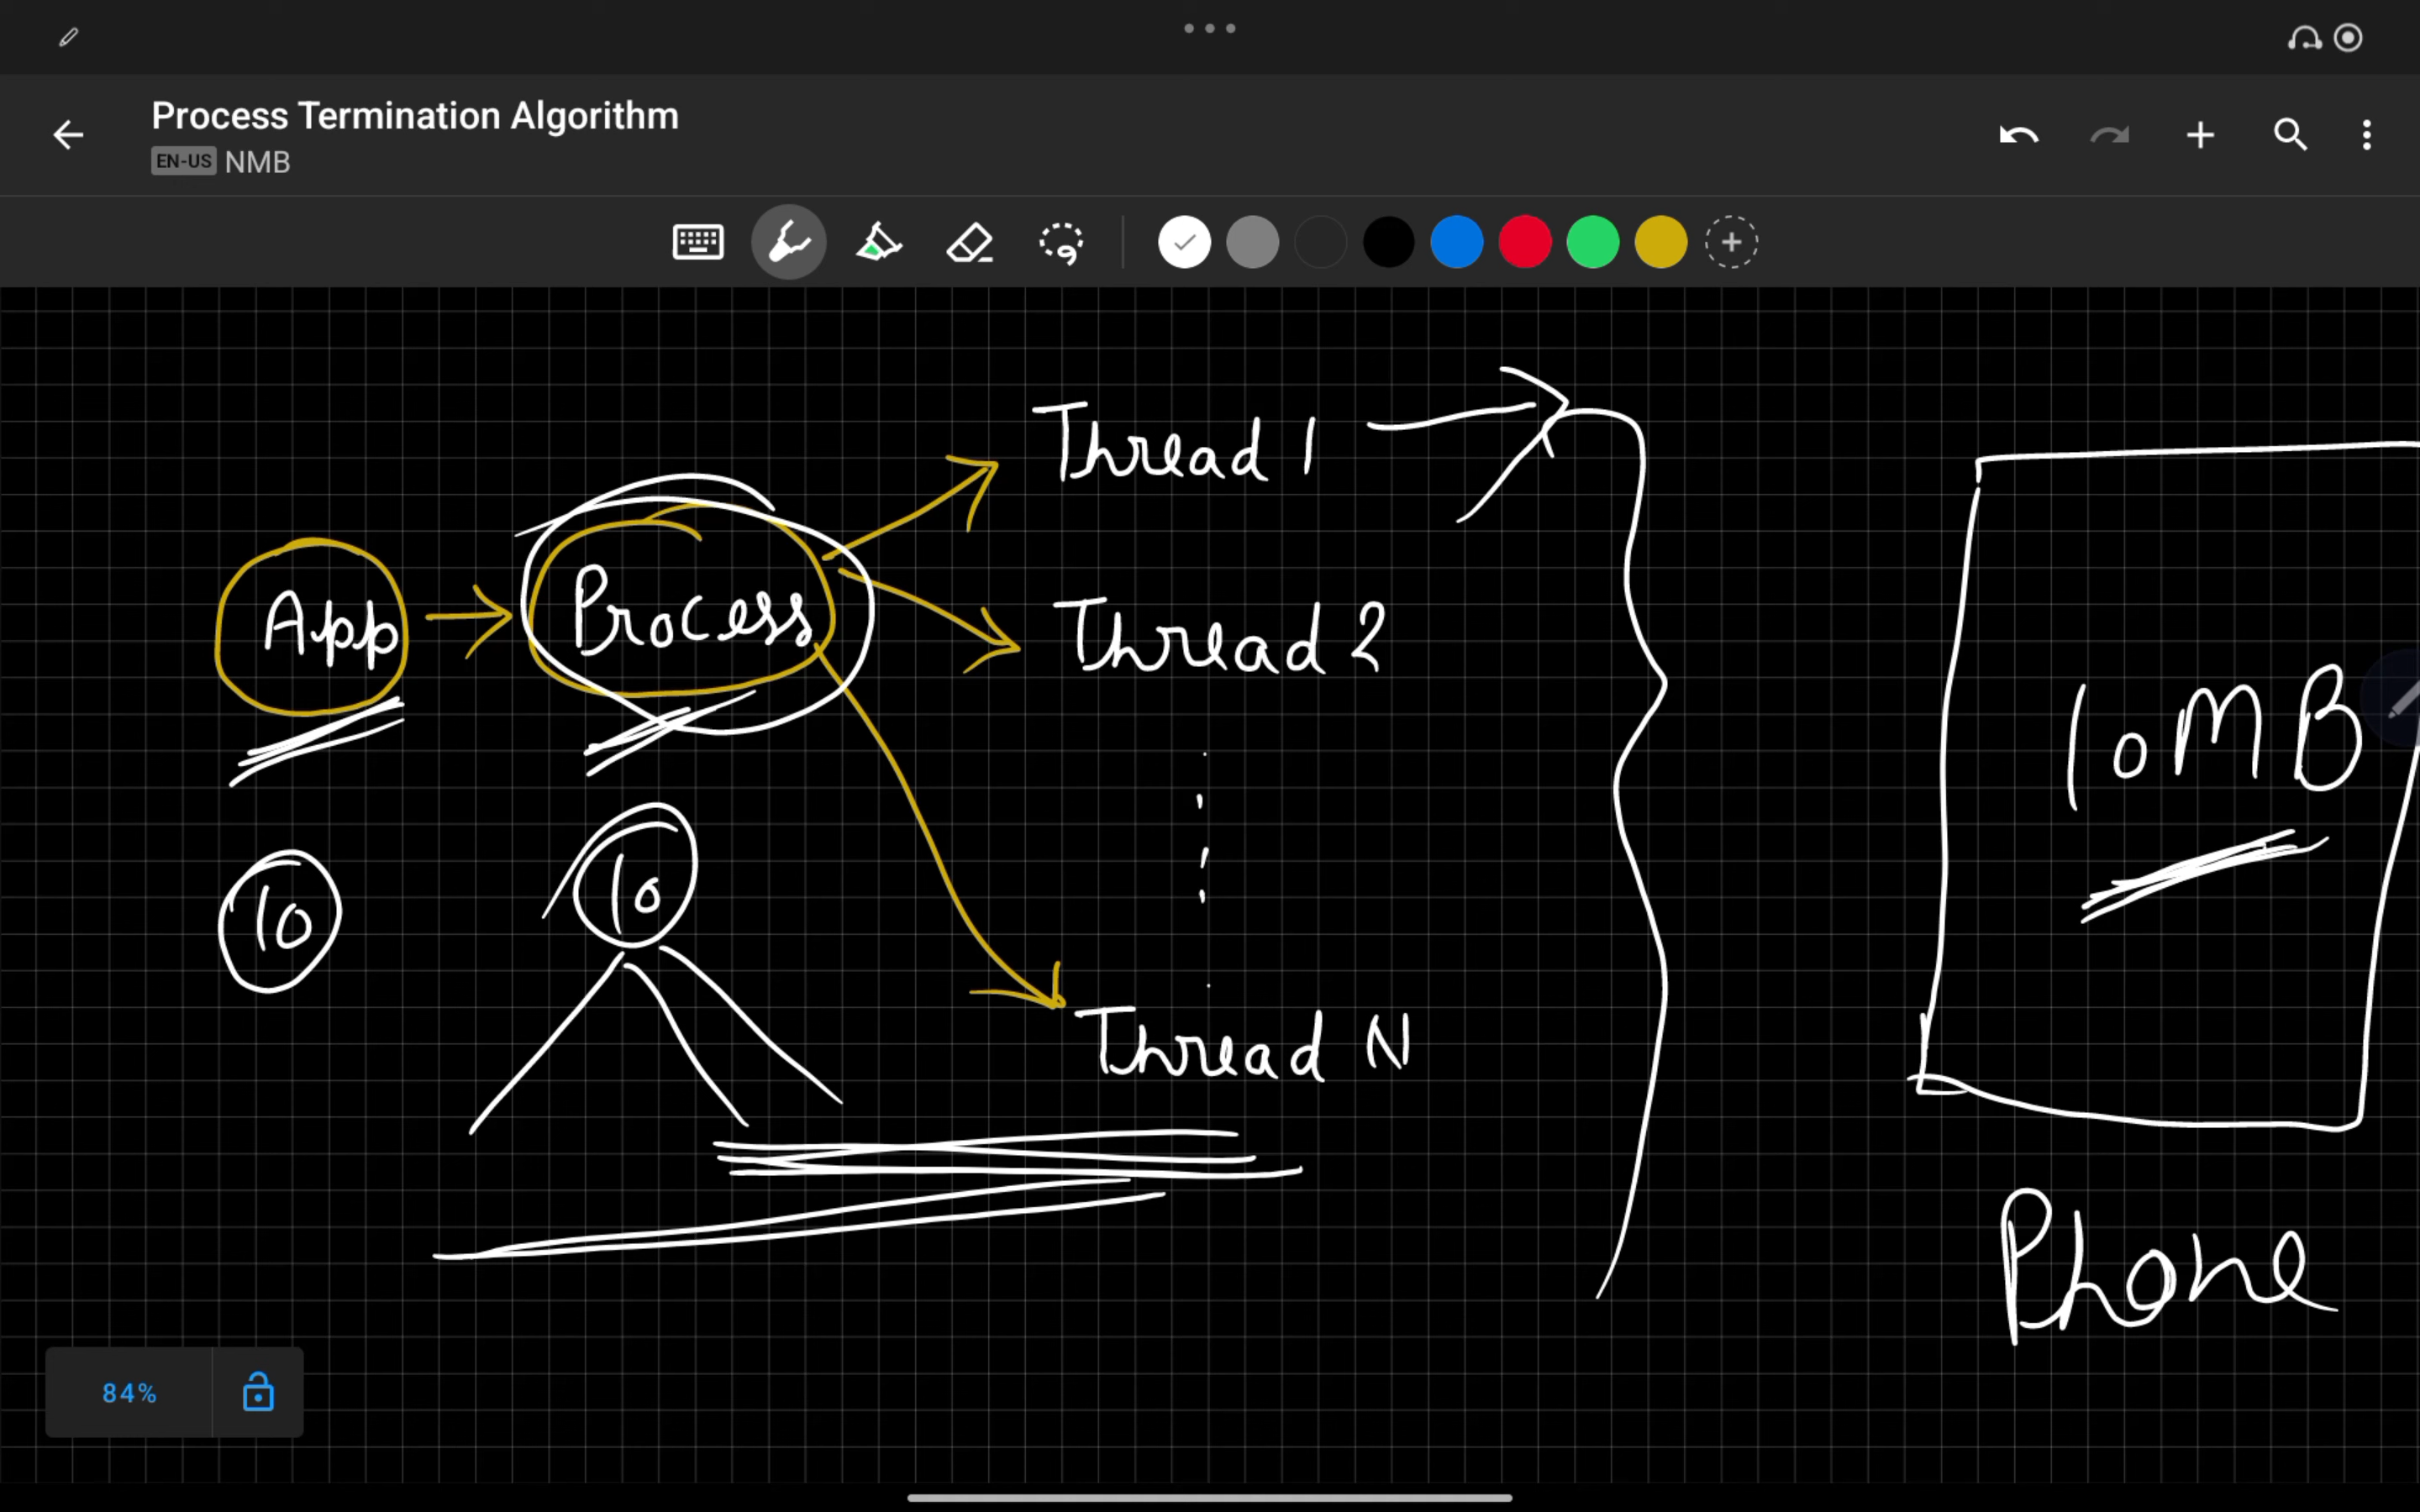 Process Termination Algorithm
EN-US NMB
Thread 1
App
Process
Thread 2
10MB
10
10
Thread N
Phone
84%